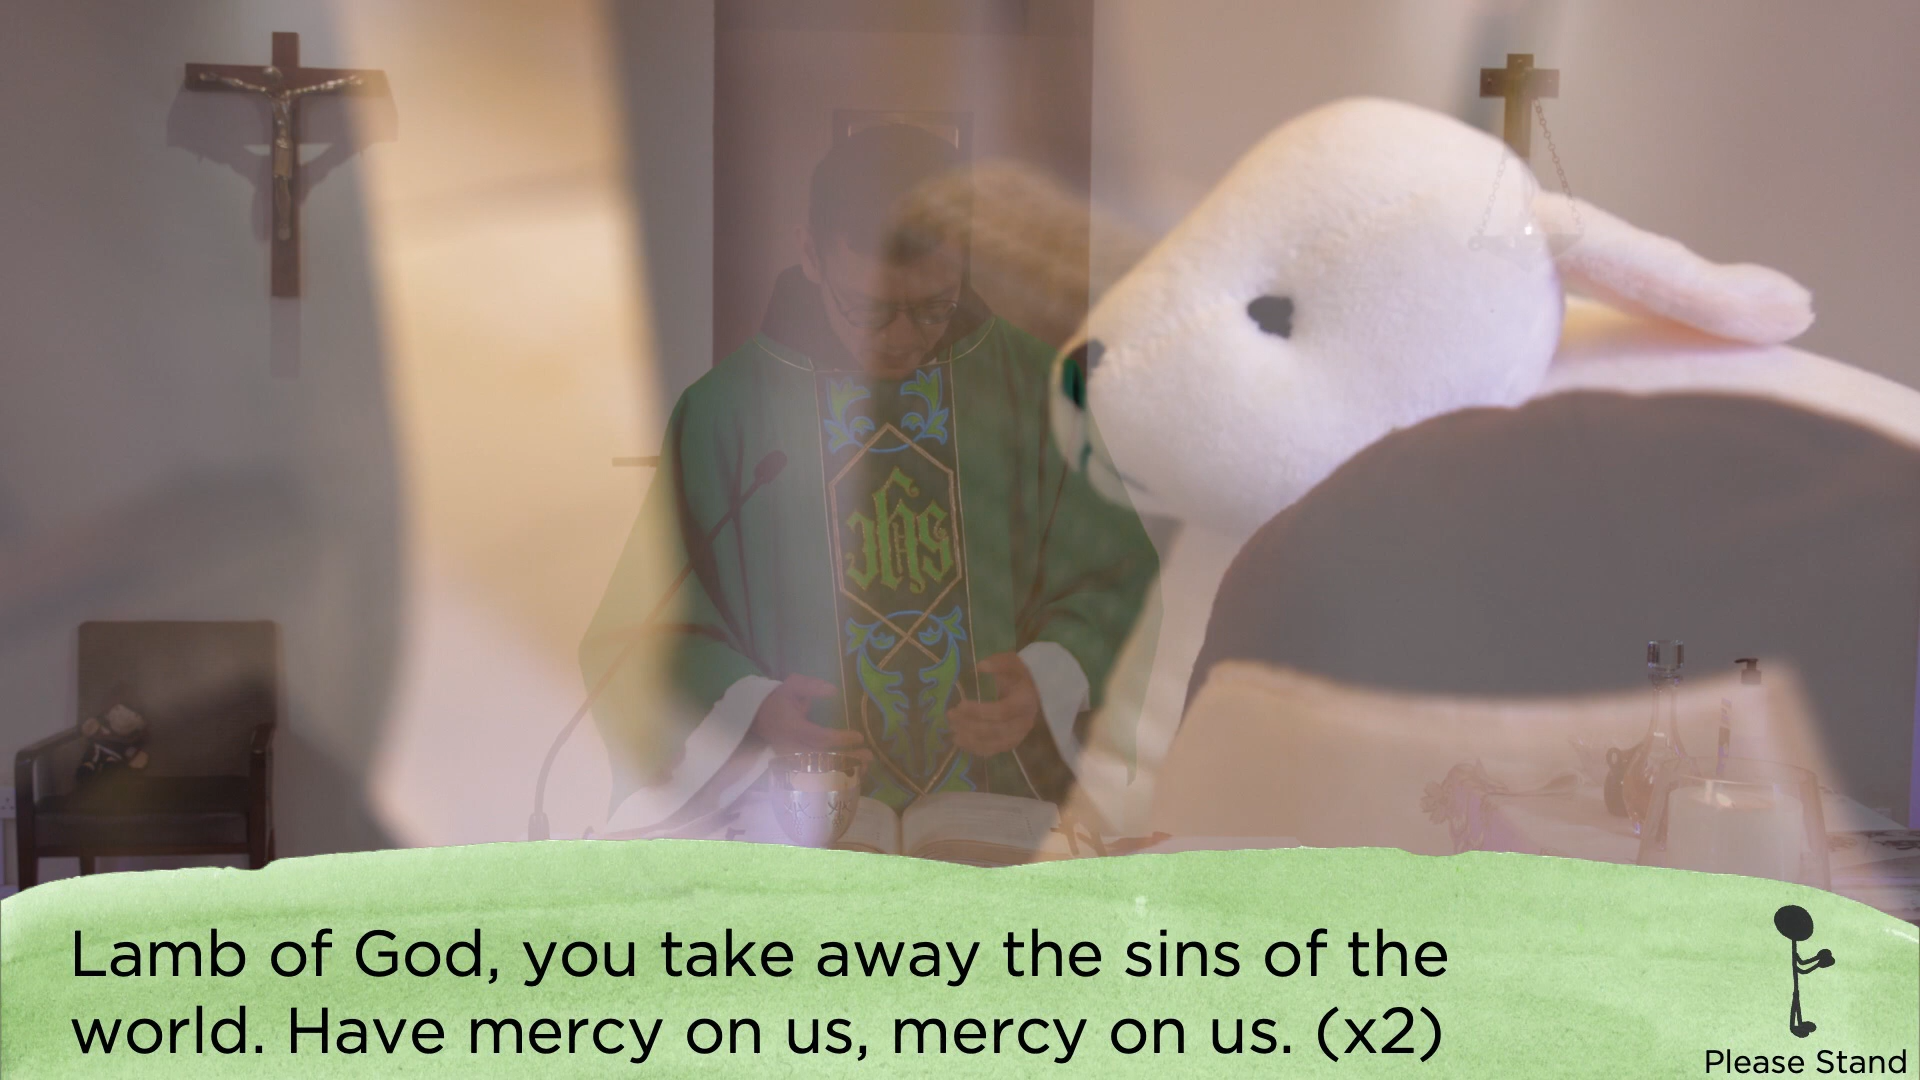 IHS
Lamb of God, you take away the sins of the
world. Have mercy on us, mercy on us. (x2)
Please Stand